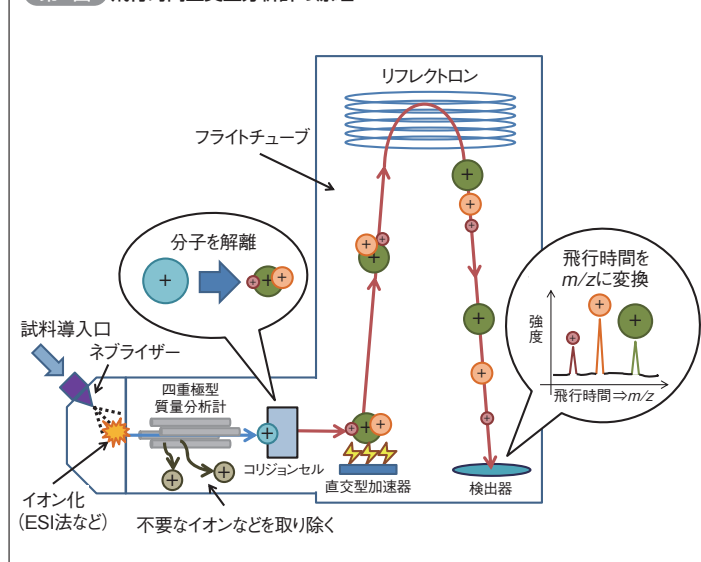 リフレクトロン
フライトチューブ
分子を解離
飛行時間を
m/zに変換
強度
飛行時間⇒m/z
試料導入口
ネブライザー
四重極型
質量分析計
コリジョンセル
直交型加速器
検出器
イオン化
(ESI法など)
不要なイオンなどを取り除く